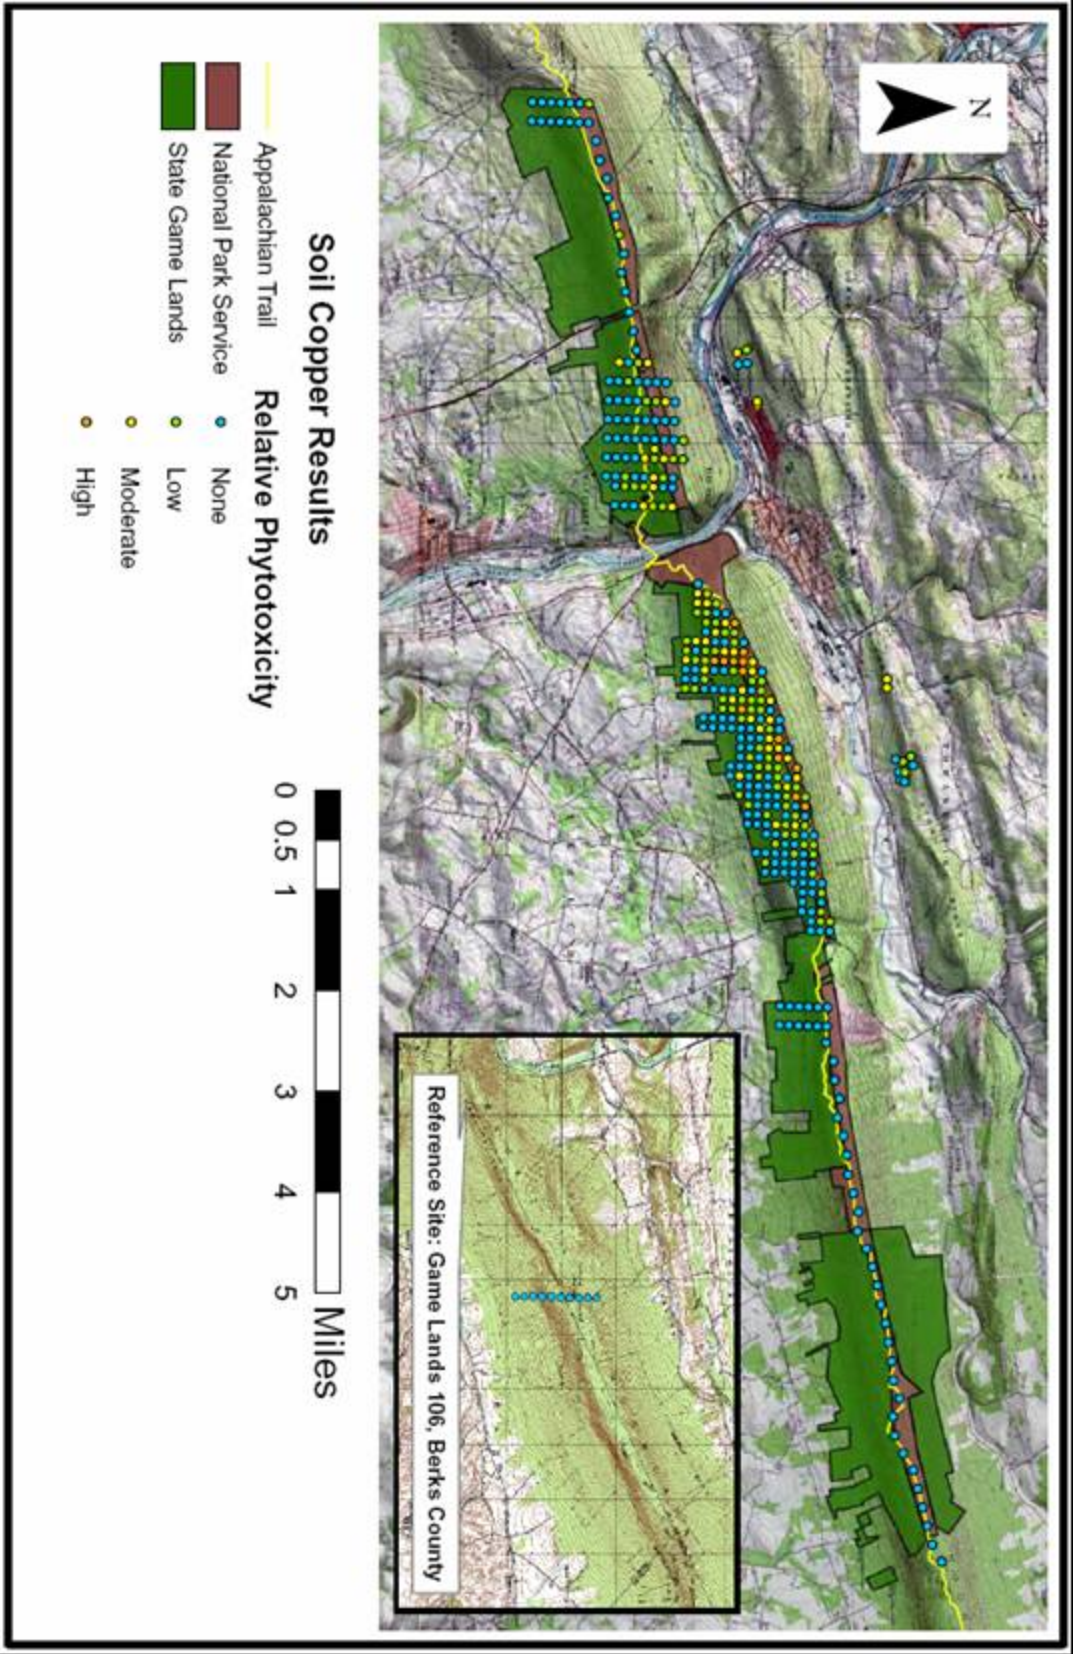 N
Soil Copper Results
Appalachian Trail
National Park Service
State Game Lands
Relative Phytotoxicity
None
Low
Moderate
High
0 0.5 1 2 3 4 5
Miles
Reference Site: Game Lands 106, Berks County